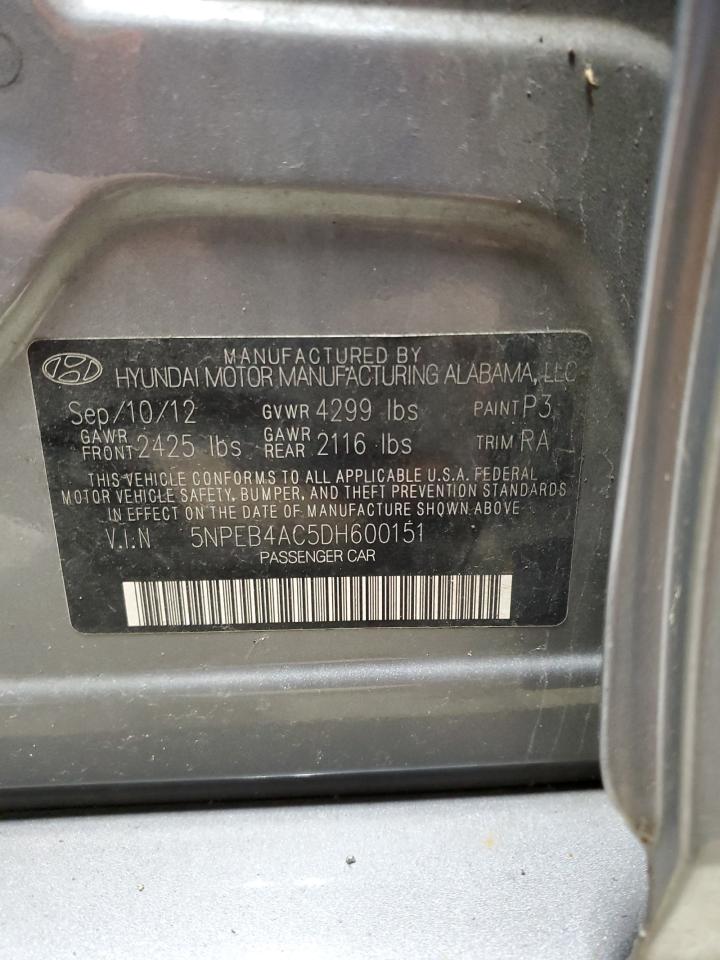 MANUFACTURED BY
HYUNDAI MOTOR MANUFACTURING ALABAMA, LLC
Sep/10/12 GVWR 4299 lbs PAINT P3
GAWR FRONT 2425 lbs GAWR REAR 2116 lbs TRIM RA
THIS VEHICLE CONFORMS TO ALL APPLICABLE U.S.A. FEDERAL
MOTOR VEHICLE SAFETY, BUMPER, AND THEFT PREVENTION STANDARDS
IN EFFECT ON THE DATE OF MANUFACTURE SHOWN ABOVE
V.I.N 5NPEB4AC5DH600151
PASSENGER CAR